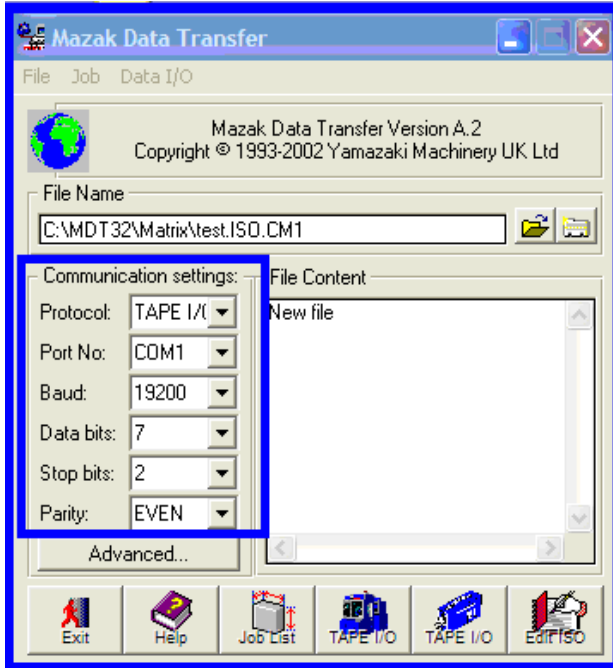 Mazak Data Transfer
File Job Data I/O
Mazak Data Transfer Version A.2
Copyright © 1993-2002 Yamazaki Machinery UK Ltd
File Name
C:\MDT32\Matrix\test.ISO.CM1
Communication settings:
Protocol: TAPE I/(
Port No: COM1
Baud: 19200
Data bits: 7
Stop bits: 2
Parity: EVEN
Advanced...
File Content
New file
Exit
Help
Job List
TAPE I/O
TAPE I/O
Edit ISO